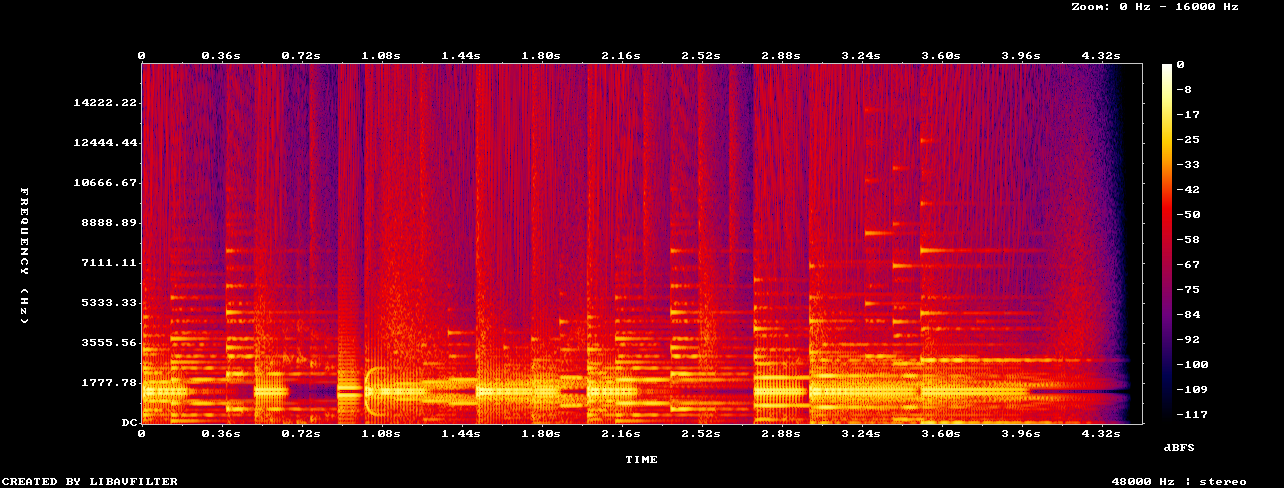 Zoom: 0 Hz - 16000 Hz
0 0.36s 0.72s 1.08s 1.44s 1.80s 2.16s 2.52s 2.88s 3.24s 3.60s 3.96s 4.32s
0
-8
-17
-25
-33
-42
-50
-58
-67
-75
-84
-92
-100
-109
-117
dBFS
14222.22
12444.44
10666.67
8888.89
7111.11
5333.33
3555.56
1777.78
DC
FREQUENCY (Hz)
0 0.36s 0.72s 1.08s 1.44s 1.80s 2.16s 2.52s 2.88s 3.24s 3.60s 3.96s 4.32s
TIME
CREATED BY LIBAVFILTER
48000 Hz | stereo